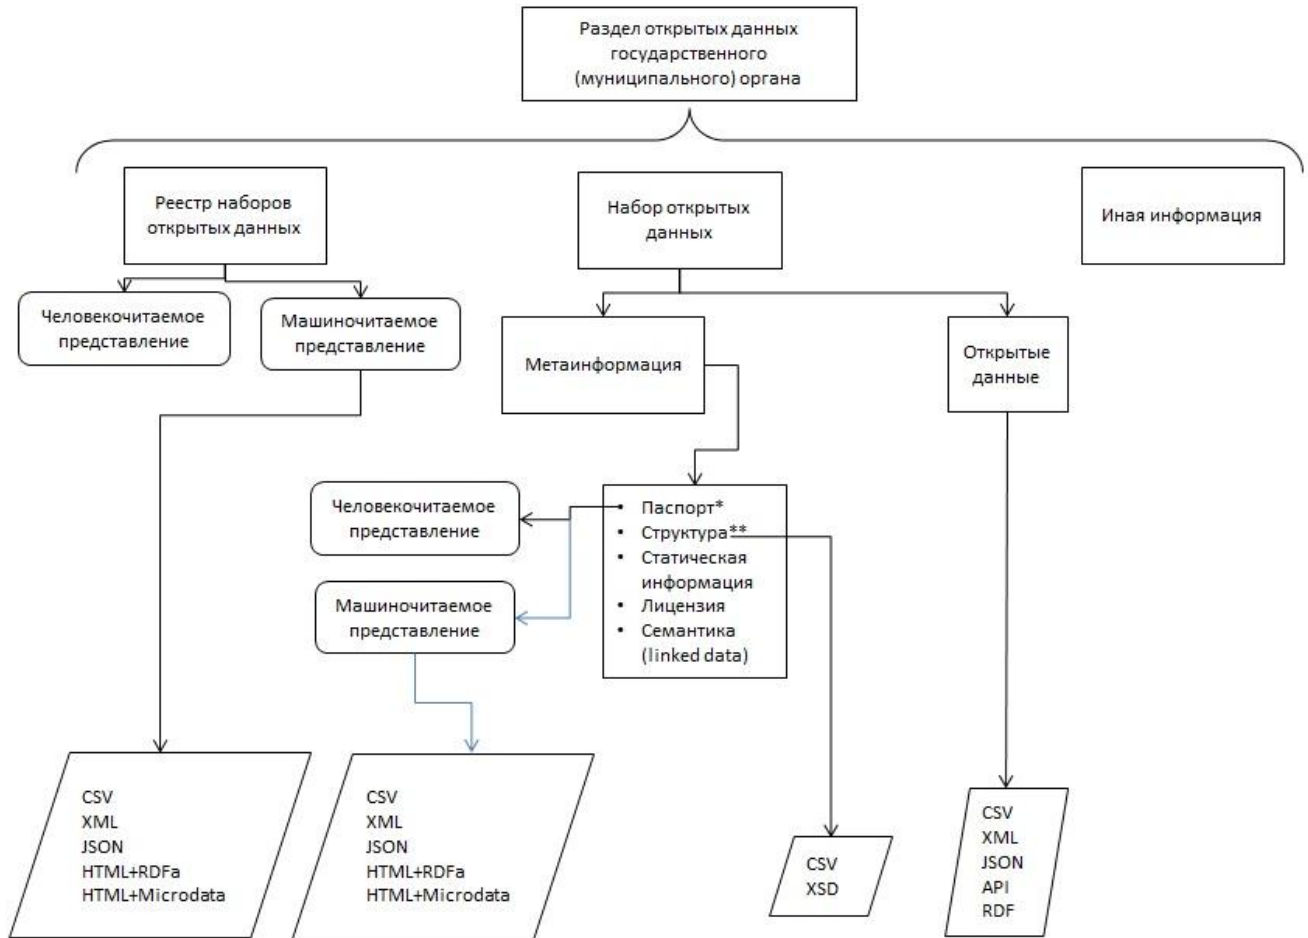 Раздел открытых данных
государственного
(муниципального) органа
Реестр наборов
открытых данных
Набор открытых
данных
Иная информация
Человекочитаемое
представление
Машиночитаемое
представление
Метаинформация
Открытые
данные
Человекочитаемое
представление
Машиночитаемое
представление
• Паспорт*
• Структура**
• Статическая
информация
• Лицензия
• Семантика
(linked data)
CSV
XML
JSON
HTML+RDFa
HTML+Microdata
CSV
XML
JSON
HTML+RDFa
HTML+Microdata
CSV
XSD
CSV
XML
JSON
API
RDF